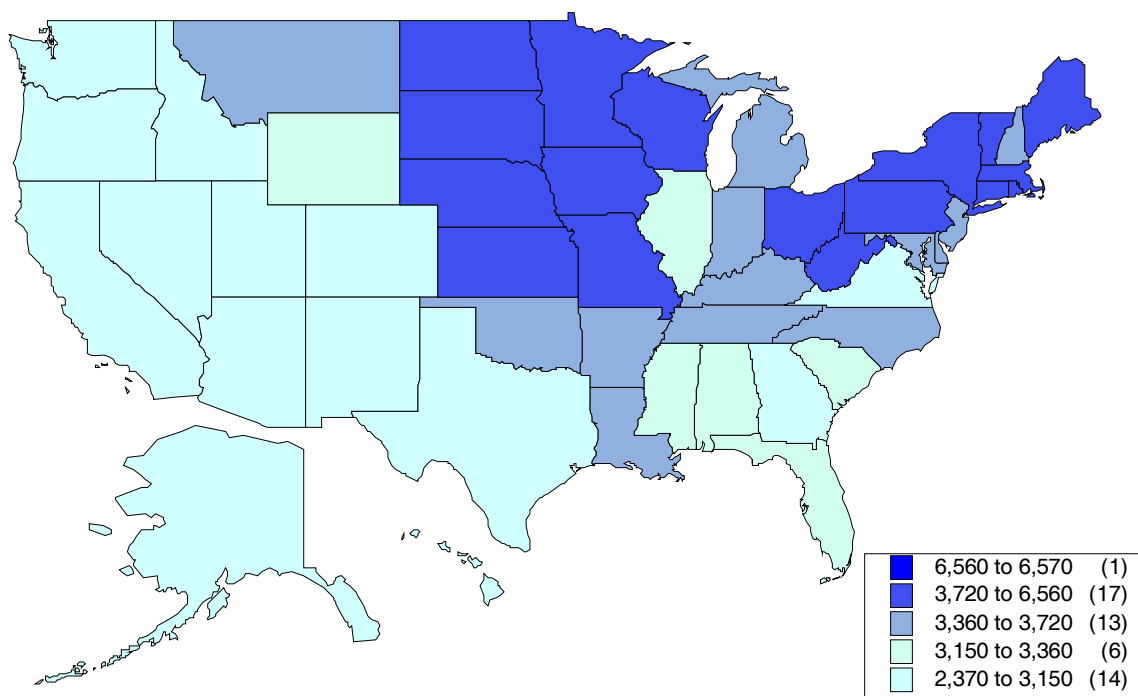 6,560 to 6,570 (1)
3,720 to 6,560 (17)
3,360 to 3,720 (13)
3,150 to 3,360 (6)
2,370 to 3,150 (14)